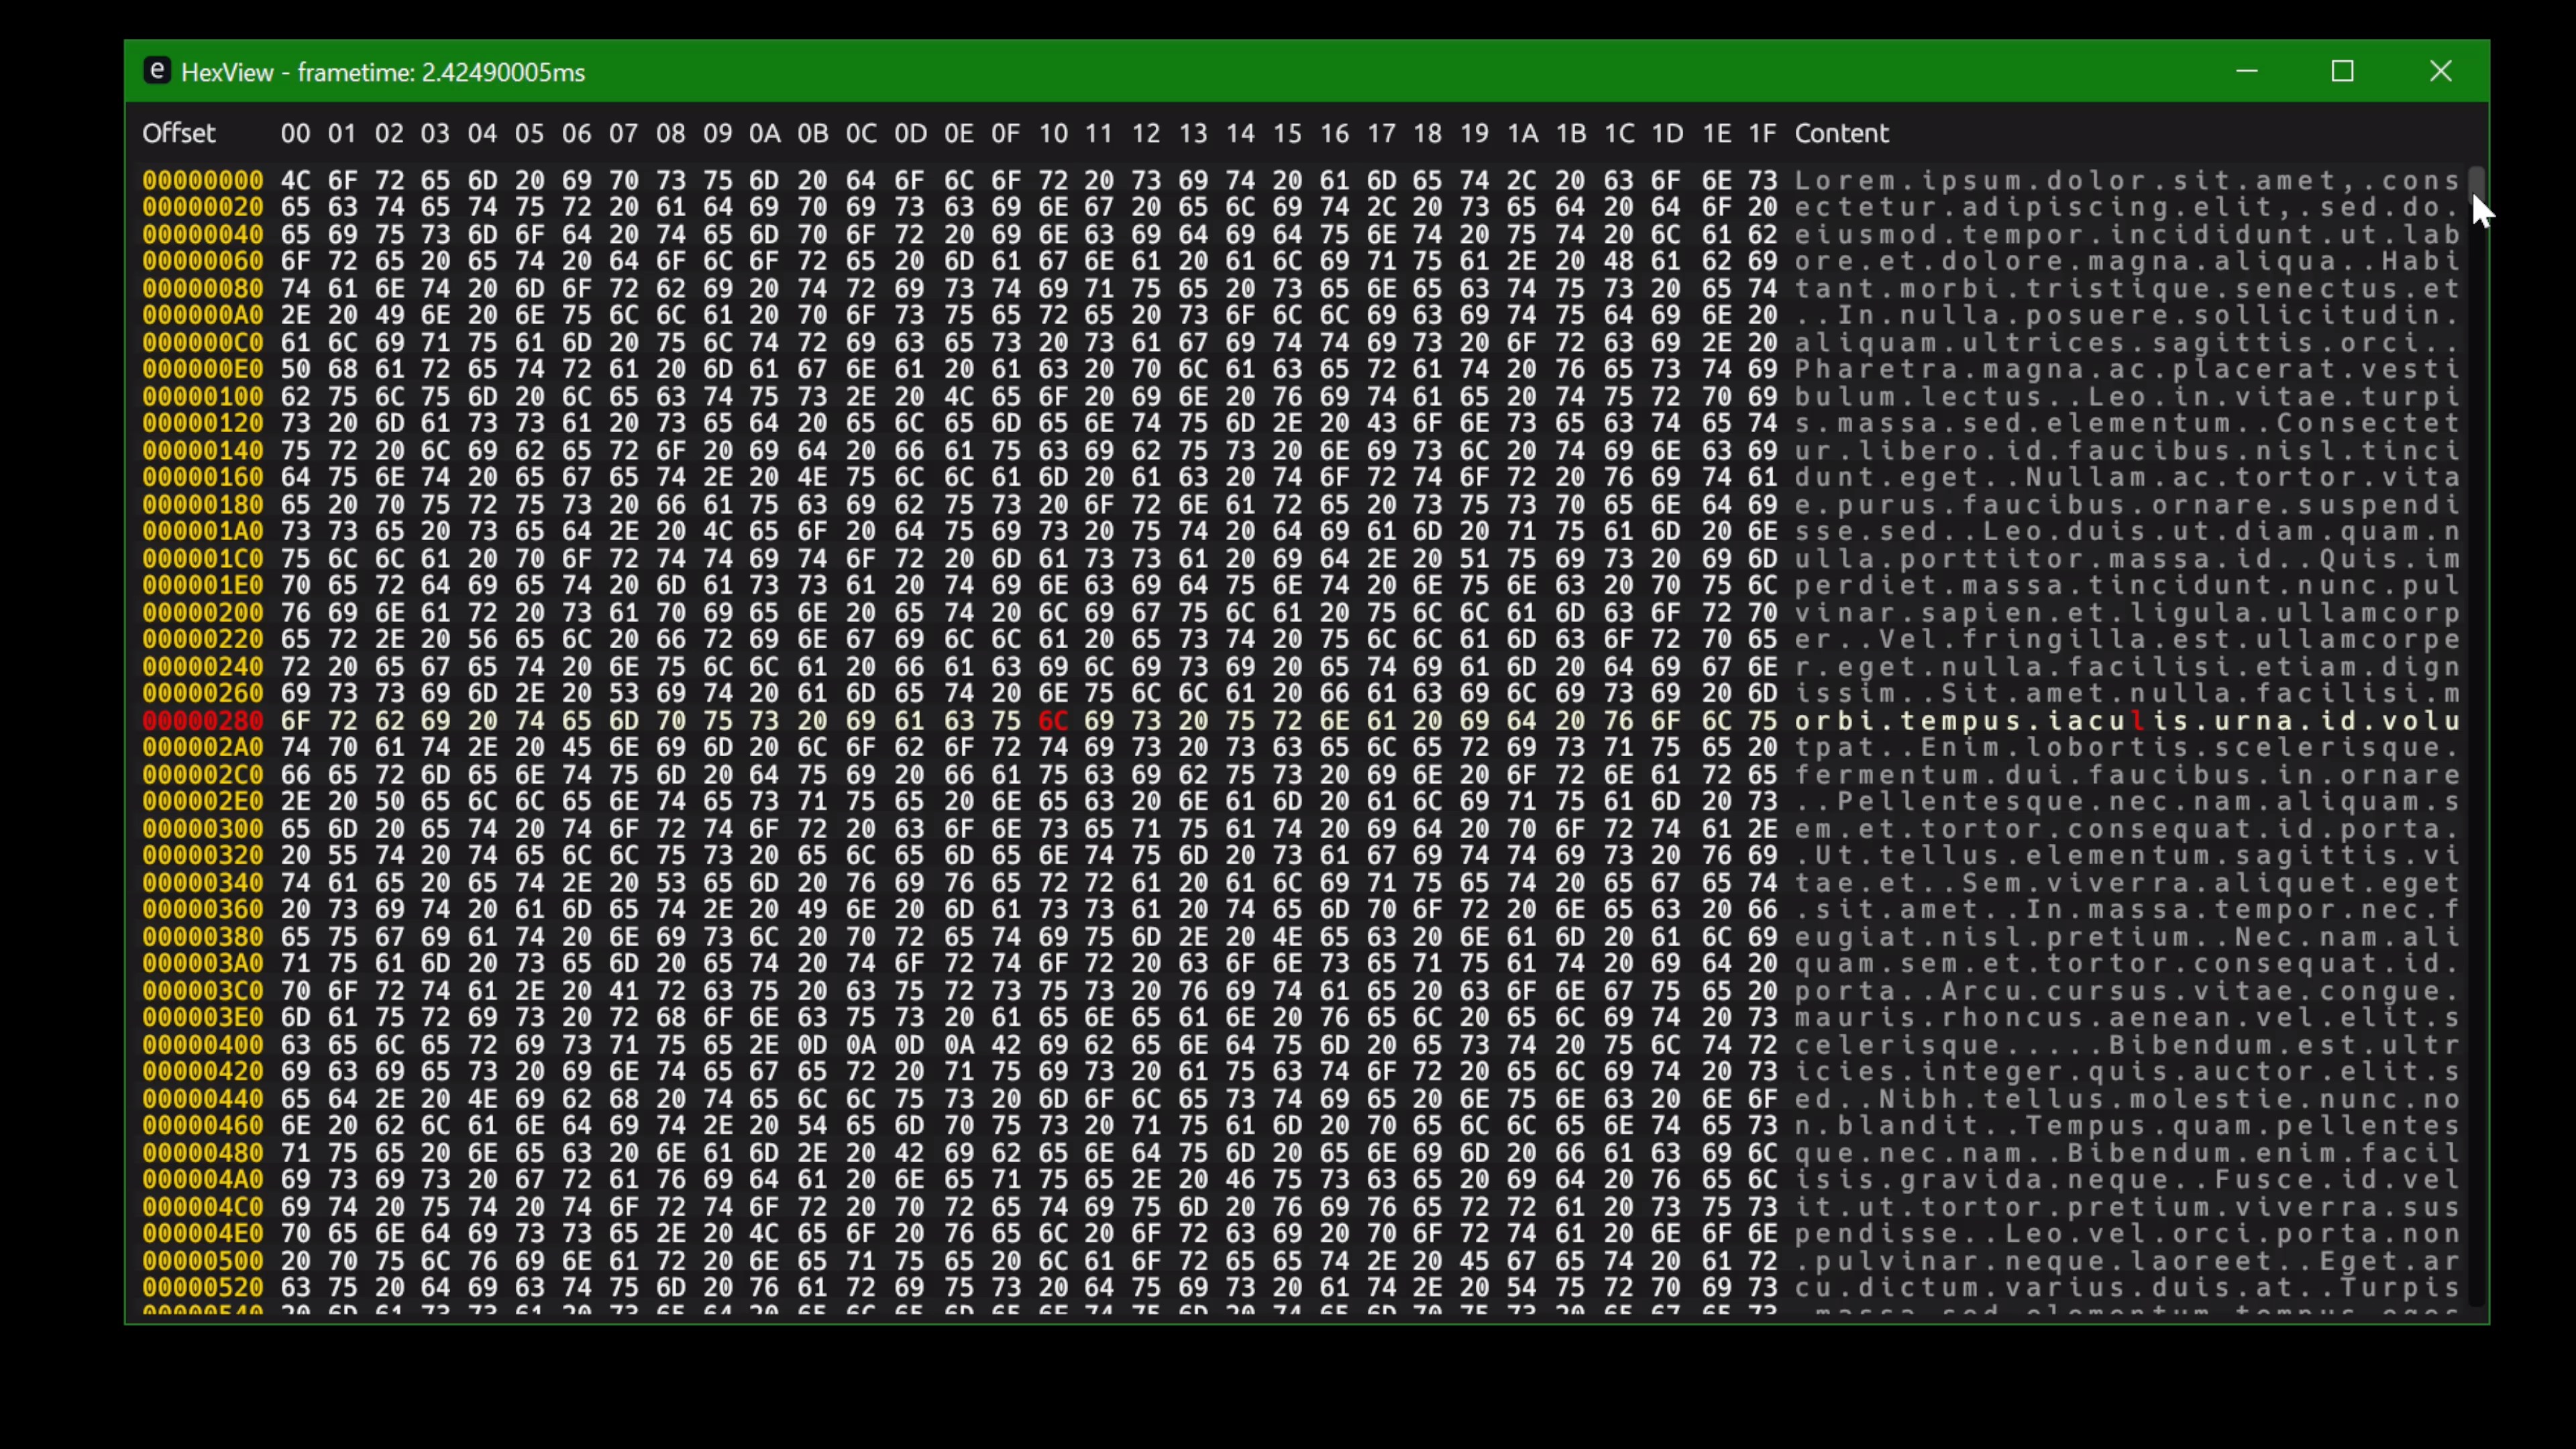 e HexView - frametime: 2.42490005ms
Offset 00 01 02 03 04 05 06 07 08 09 0A 0B 0C 0D 0E 0F 10 11 12 13 14 15 16 17 18 19 1A 1B 1C 1D 1E 1F Content
00000000 4C 6F 72 65 6D 20 69 70 73 75 6D 20 64 6F 6C 6F 72 20 73 69 74 20 61 6D 65 74 2C 20 63 6F 6E 73 Lorem.ipsum.dolor.sit.amet,.cons
00000020 65 63 74 65 74 75 72 20 61 64 69 70 69 73 63 69 6E 67 20 65 6C 69 74 2C 20 73 65 64 20 64 6F 20 ectetur.adipiscing.elit,.sed.do.
00000040 65 69 75 73 6D 6F 64 20 74 65 6D 70 6F 72 20 69 6E 63 69 64 69 64 75 6E 74 20 75 74 20 6C 61 62 eiusmod.tempor.incididunt.ut.lab
00000060 6F 72 65 20 65 74 20 64 6F 6C 6F 72 65 20 6D 61 67 6E 61 20 61 6C 69 71 75 61 2E 20 48 61 62 69 ore.et.dolore.magna.aliqua..Habi
00000080 74 61 6E 74 20 6D 6F 72 62 69 20 74 72 69 73 74 69 71 75 65 20 73 65 6E 65 63 74 75 73 20 65 74 tant.morbi.tristique.senectus.et
000000A0 2E 20 49 6E 20 6E 75 6C 6C 61 20 70 6F 73 75 65 72 65 20 73 6F 6C 6C 69 63 69 74 75 64 69 6E 20 ..In.nulla.posuere.sollicitudin.
000000C0 61 6C 69 71 75 61 6D 20 75 6C 74 72 69 63 65 73 20 73 61 67 69 74 74 69 73 20 6F 72 63 69 2E 20 aliquam.ultrices.sagittis.orci..
000000E0 50 68 61 72 65 74 72 61 20 6D 61 67 6E 61 20 61 63 20 70 6C 61 63 65 72 61 74 20 76 65 73 74 69 Pharetra.magna.ac.placerat.vesti
00000100 62 75 6C 75 6D 20 6C 65 63 74 75 73 2E 20 4C 65 6F 20 69 6E 20 76 69 74 61 65 20 74 75 72 70 69 bulum.lectus..Leo.in.vitae.turpi
00000120 73 20 6D 61 73 73 61 20 73 65 64 20 65 6C 65 6D 65 6E 74 75 6D 2E 20 43 6F 6E 73 65 63 74 65 74 s.massa.sed.elementum..Consectet
00000140 75 72 20 6C 69 62 65 72 6F 20 69 64 20 66 61 75 63 69 62 75 73 20 6E 69 73 6C 20 74 69 6E 63 69 ur.libero.id.faucibus.nisl.tinci
00000160 64 75 6E 74 20 65 67 65 74 2E 20 4E 75 6C 6C 61 6D 20 61 63 20 74 6F 72 74 6F 72 20 76 69 74 61 dunt.eget..Nullam.ac.tortor.vita
00000180 65 20 70 75 72 75 73 20 66 61 75 63 69 62 75 73 20 6F 72 6E 61 72 65 20 73 75 73 70 65 6E 64 69 e.purus.faucibus.ornare.suspendi
000001A0 73 73 65 20 73 65 64 2E 20 4C 65 6F 20 64 75 69 73 20 75 74 20 64 69 61 6D 20 71 75 61 6D 20 6E sse.sed..Leo.duis.ut.diam.quam.n
000001C0 75 6C 6C 61 20 70 6F 72 74 74 69 74 6F 72 20 6D 61 73 73 61 20 69 64 2E 20 51 75 69 73 20 69 6D ulla.porttitor.massa.id..Quis.im
000001E0 70 65 72 64 69 65 74 20 6D 61 73 73 61 20 74 69 6E 63 69 64 75 6E 74 20 6E 75 6E 63 20 70 75 6C perdiet.massa.tincidunt.nunc.pul
00000200 76 69 6E 61 72 20 73 61 70 69 65 6E 20 65 74 20 6C 69 67 75 6C 61 20 75 6C 6C 61 6D 63 6F 72 70 vinar.sapien.et.ligula.ullamcorp
00000220 65 72 2E 20 56 65 6C 20 66 72 69 6E 67 69 6C 6C 61 20 65 73 74 20 75 6C 6C 61 6D 63 6F 72 70 65 er..Vel.fringilla.est.ullamcorpe
00000240 72 20 65 67 65 74 20 6E 75 6C 6C 61 20 66 61 63 69 6C 69 73 69 20 65 74 69 61 6D 20 64 69 67 6E r.eget.nulla.facilisi.etiam.dign
00000260 69 73 73 69 6D 2E 20 53 69 74 20 61 6D 65 74 20 6E 75 6C 6C 61 20 66 61 63 69 6C 69 73 69 20 6D issim..Sit.amet.nulla.facilisi.m
00000280 6F 72 62 69 20 74 65 6D 70 75 73 20 69 61 63 75 6C 69 73 20 75 72 6E 61 20 69 64 20 76 6F 6C 75 orbi.tempus.iaculis.urna.id.volu
000002A0 74 70 61 74 2E 20 45 6E 69 6D 20 6C 6F 62 6F 72 74 69 73 20 73 63 65 6C 65 72 69 73 71 75 65 20 tpat..Enim.lobortis.scelerisque.
000002C0 66 65 72 6D 65 6E 74 75 6D 20 64 75 69 20 66 61 75 63 69 62 75 73 20 69 6E 20 6F 72 6E 61 72 65 fermentum.dui.faucibus.in.ornare
000002E0 2E 20 50 65 6C 6C 65 6E 74 65 73 71 75 65 20 6E 65 63 20 6E 61 6D 20 61 6C 69 71 75 61 6D 20 73 ..Pellentesque.nec.nam.aliquam.s
00000300 65 6D 20 65 74 20 74 6F 72 74 6F 72 20 63 6F 6E 73 65 71 75 61 74 20 69 64 20 70 6F 72 74 61 2E em.et.tortor.consequat.id.porta.
00000320 20 55 74 20 74 65 6C 6C 75 73 20 65 6C 65 6D 65 6E 74 75 6D 20 73 61 67 69 74 74 69 73 20 76 69 .Ut.tellus.elementum.sagittis.vi
00000340 74 61 65 20 65 74 2E 20 53 65 6D 20 76 69 76 65 72 72 61 20 61 6C 69 71 75 65 74 20 65 67 65 74 tae.et..Sem.viverra.aliquet.eget
00000360 20 73 69 74 20 61 6D 65 74 2E 20 49 6E 20 6D 61 73 73 61 20 74 65 6D 70 6F 72 20 6E 65 63 20 66 .sit.amet..In.massa.tempor.nec.f
00000380 65 75 67 69 61 74 20 6E 69 73 6C 20 70 72 65 74 69 75 6D 2E 20 4E 65 63 20 6E 61 6D 20 61 6C 69 eugiat.nisl.pretium..Nec.nam.ali
000003A0 71 75 61 6D 20 73 65 6D 20 65 74 20 74 6F 72 74 6F 72 20 63 6F 6E 73 65 71 75 61 74 20 69 64 20 quam.sem.et.tortor.consequat.id.
000003C0 70 6F 72 74 61 2E 20 41 72 63 75 20 63 75 72 73 75 73 20 76 69 74 61 65 20 63 6F 6E 67 75 65 20 porta..Arcu.cursus.vitae.congue.
000003E0 6D 61 75 72 69 73 20 72 68 6F 6E 63 75 73 20 61 65 6E 65 61 6E 20 76 65 6C 20 65 6C 69 74 20 73 mauris.rhoncus.aenean.vel.elit.s
00000400 63 65 6C 65 72 69 73 71 75 65 2E 0D 0A 0D 0A 42 69 62 65 6E 64 75 6D 20 65 73 74 20 75 6C 74 72 celerisque.....Bibendum.est.ultr
00000420 69 63 69 65 73 20 69 6E 74 65 67 65 72 20 71 75 69 73 20 61 75 63 74 6F 72 20 65 6C 69 74 20 73 icies.integer.quis.auctor.elit.s
00000440 65 64 2E 20 4E 69 62 68 20 74 65 6C 6C 75 73 20 6D 6F 6C 65 73 74 69 65 20 6E 75 6E 63 20 6E 6F ed..Nibh.tellus.molestie.nunc.no
00000460 6E 20 62 6C 61 6E 64 69 74 2E 20 54 65 6D 70 75 73 20 71 75 61 6D 20 70 65 6C 6C 65 6E 74 65 73 n.blandit..Tempus.quam.pellentes
00000480 71 75 65 20 6E 65 63 20 6E 61 6D 2E 20 42 69 62 65 6E 64 75 6D 20 65 6E 69 6D 20 66 61 63 69 6C que.nec.nam..Bibendum.enim.facil
000004A0 69 73 69 73 20 67 72 61 76 69 64 61 20 6E 65 71 75 65 2E 20 46 75 73 63 65 20 69 64 20 76 65 6C isis.gravida.neque..Fusce.id.vel
000004C0 69 74 20 75 74 20 74 6F 72 74 6F 72 20 70 72 65 74 69 75 6D 20 76 69 76 65 72 72 61 20 73 75 73 it.ut.tortor.pretium.viverra.sus
000004E0 70 65 6E 64 69 73 73 65 2E 20 4C 65 6F 20 76 65 6C 20 6F 72 63 69 20 70 6F 72 74 61 20 6E 6F 6E pendisse..Leo.vel.orci.porta.non
00000500 20 70 75 6C 76 69 6E 61 72 20 6E 65 71 75 65 20 6C 61 6F 72 65 65 74 2E 20 45 67 65 74 20 61 72 .pulvinar.neque.laoreet..Eget.ar
00000520 63 75 20 64 69 63 74 75 6D 20 76 61 72 69 75 73 20 64 75 69 73 20 61 74 2E 20 54 75 72 70 69 73 cu.dictum.varius.duis.at..Turpis
00000540 20 6D 61 73 73 61 20 73 65 64 20 65 6C 65 6D 65 6E 74 75 6D 20 74 65 6D 70 75 73 20 65 67 65 73 .massa.sed.elementum.tempus.eges